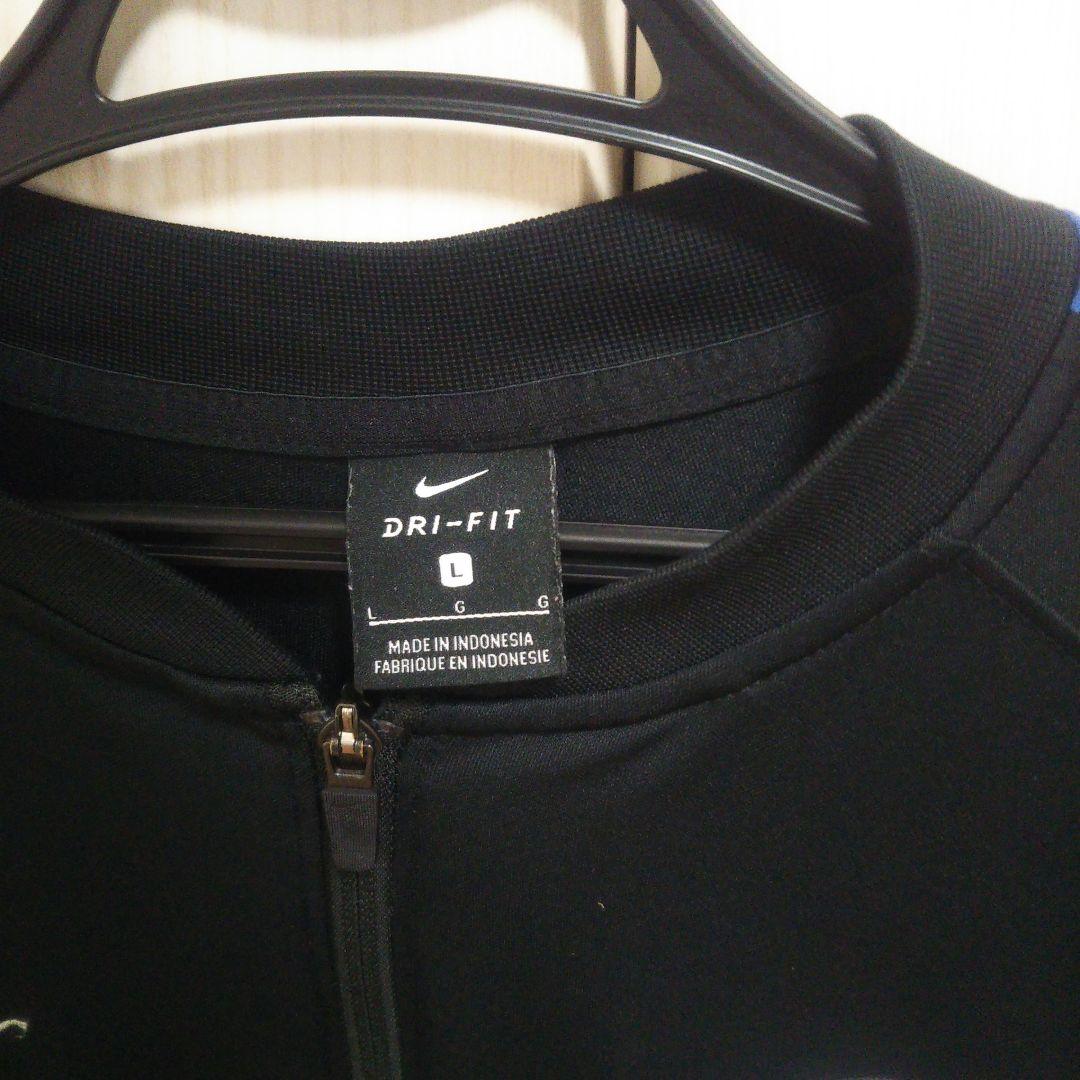 DRI-FIT
L
L G G
MADE IN INDONESIA
FABRIQUE EN INDONESIE